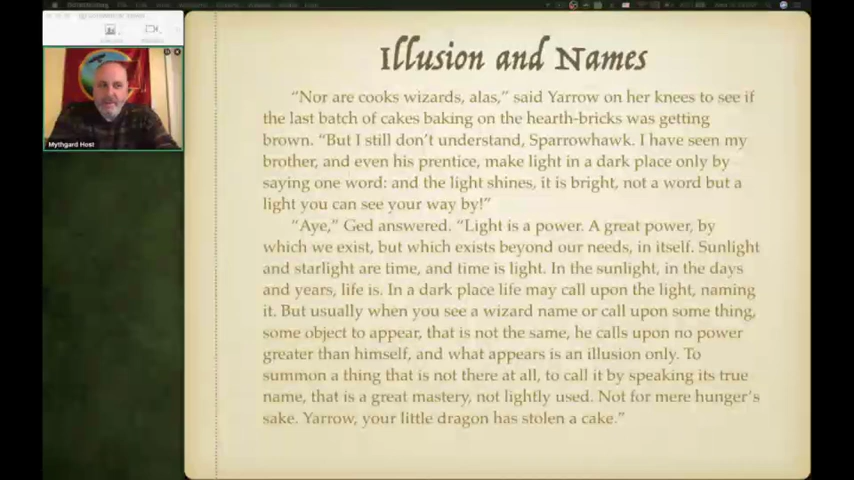 Illusion and Names
"Nor are cooks wizards, alas," said Yarrow on her knees to see if
the last batch of cakes baking on the hearth-bricks was getting
brown. "But I still don't understand, Sparrowhawk. I have seen my
brother, and even his prentice, make light in a dark place only by
saying one word: and the light shines, it is bright, not a word but a
light you can see your way by!"
"Aye," Ged answered. "Light is a power. A great power, by
which we exist, but which exists beyond our needs, in itself. Sunlight
and starlight are time, and time is light. In the sunlight, in the days
and years, life is. In a dark place life may call upon the light, naming
it. But usually when you see a wizard name or call upon some thing,
some object to appear, that is not the same, he calls upon no power
greater than himself, and what appears is an illusion only. To
summon a thing that is not there at all, to call it by speaking its true
name, that is a great mastery, not lightly used. Not for mere hunger's
sake. Yarrow, your little dragon has stolen a cake."
Mythgard Host